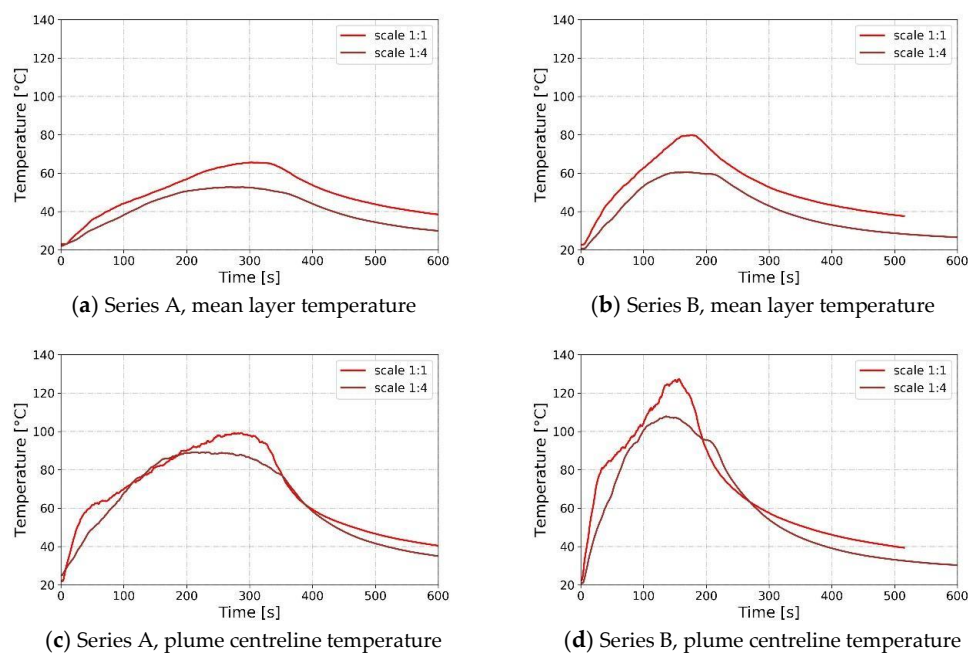 140
120
100
80
60
40
20
Temperature [°C]
scale 1:1
scale 1:4
0 100 200 300 400 500 600
Time [s]
(a) Series A, mean layer temperature
140
120
100
80
60
40
20
Temperature [°C]
scale 1:1
scale 1:4
0 100 200 300 400 500 600
Time [s]
(b) Series B, mean layer temperature
140
120
100
80
60
40
20
Temperature [°C]
scale 1:1
scale 1:4
0 100 200 300 400 500 600
Time [s]
(c) Series A, plume centreline temperature
140
120
100
80
60
40
20
Temperature [°C]
scale 1:1
scale 1:4
0 100 200 300 400 500 600
Time [s]
(d) Series B, plume centreline temperature